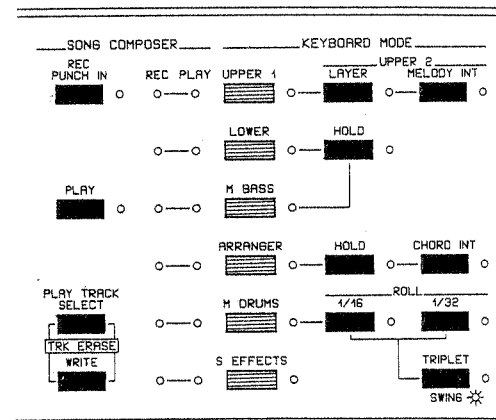 SONG COMPOSER KEYBOARD MODE
REC
PUNCH IN
REC PLAY UPPER 1
UPPER 2
LAYER MELODY INT
LOWER HOLD
PLAY M BASS
ARRANGER HOLD CHORD INT
PLAY TRACK
SELECT
M DRUMS
ROLL
1/16 1/32
TRK ERASE
WRITE
S EFFECTS
TRIPLET
SWING